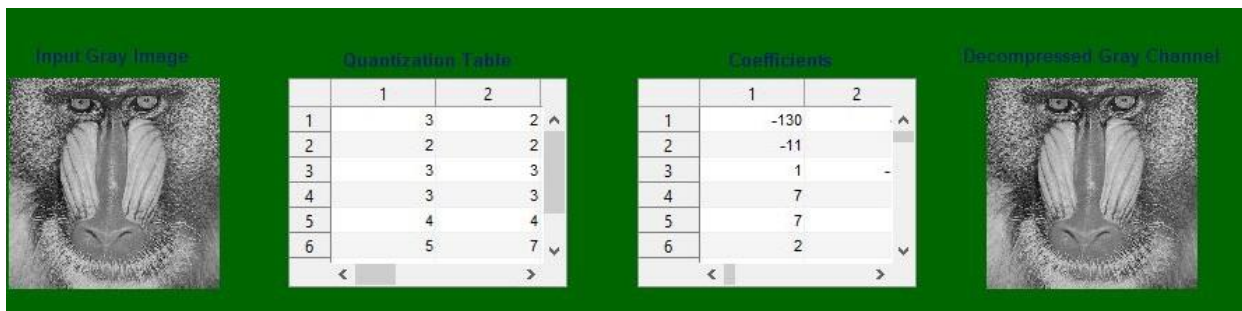 Input Gray Image
Quantization Table
Coefficients
Decompressed Gray Channel
1 2
1 3 2
2 2 2
3 3 3
4 3 3
5 4 4
6 5 7
1 2
1 -130
2 -11
3 1 -
4 7
5 7
6 2